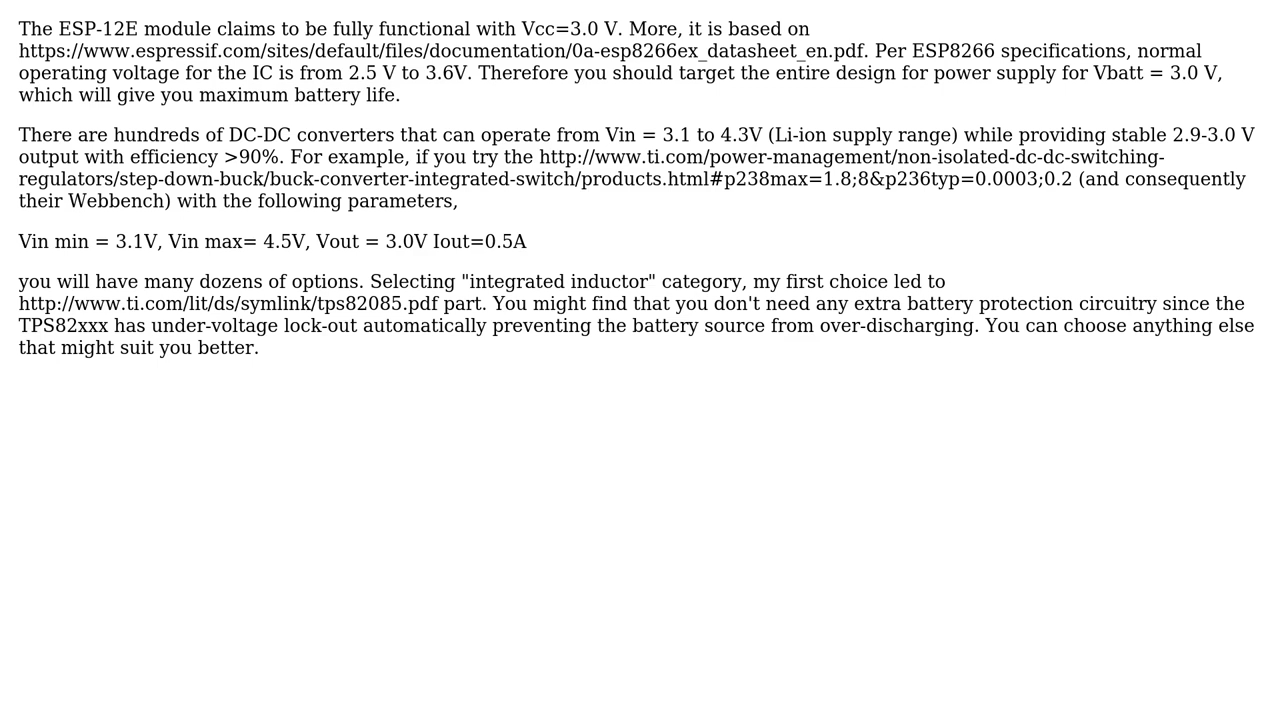 The ESP-12E module claims to be fully functional with Vcc=3.0 V. More, it is based on
https://www.espressif.com/sites/default/files/documentation/0a-esp8266ex_datasheet_en.pdf. Per ESP8266 specifications, normal
operating voltage for the IC is from 2.5 V to 3.6V. Therefore you should target the entire design for power supply for Vbatt = 3.0 V,
which will give you maximum battery life.
There are hundreds of DC-DC converters that can operate from Vin = 3.1 to 4.3V (Li-ion supply range) while providing stable 2.9-3.0 V
output with efficiency >90%. For example, if you try the http://www.ti.com/power-management/non-isolated-dc-dc-switching-
regulators/step-down-buck/buck-converter-integrated-switch/products.html#p238max=1.8;8&p236typ=0.0003;0.2 (and consequently
their Webbench) with the following parameters,
Vin min = 3.1V, Vin max= 4.5V, Vout = 3.0V Iout=0.5A
you will have many dozens of options. Selecting "integrated inductor" category, my first choice led to
http://www.ti.com/lit/ds/symlink/tps82085.pdf part. You might find that you don't need any extra battery protection circuitry since the
TPS82xxx has under-voltage lock-out automatically preventing the battery source from over-discharging. You can choose anything else
that might suit you better.